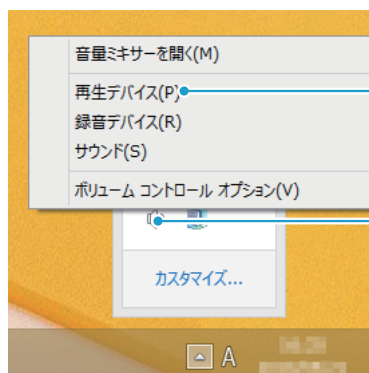 音量ミキサーを開く(M)
再生デバイス(P)
録音デバイス(R)
サウンド(S)
ボリューム コントロール オプション(V)
カスタマイズ...
A